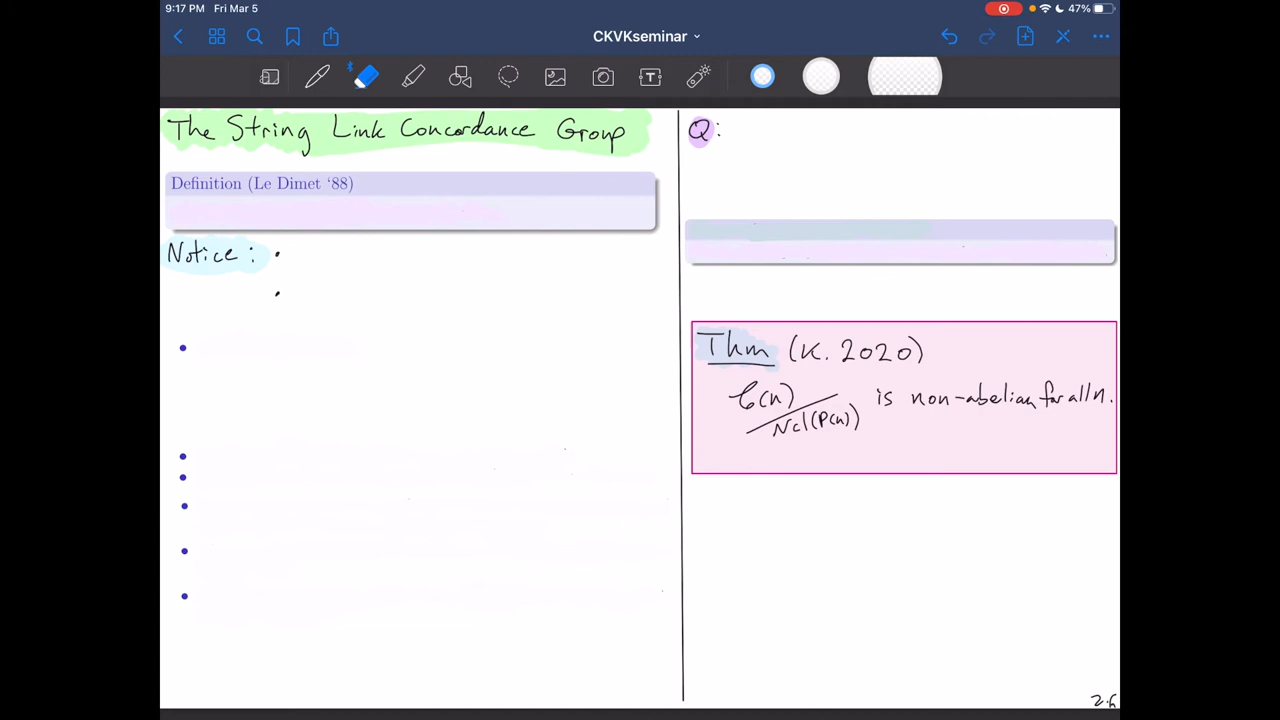 9:17 PM Fri Mar 5
47%
CKVKseminar
The String Link Concordance Group
Definition (Le Dimet ‘88)
Notice:
Q:
Thm (K. 2020)
C(n) / Ncl(P(n)) is non-abelian for all n.